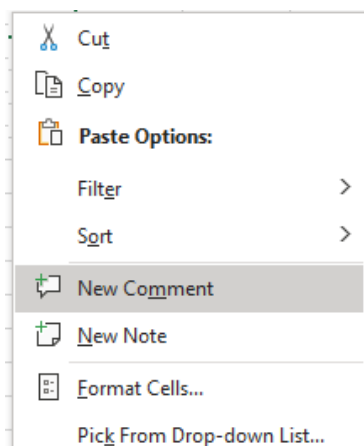 Cut
Copy
Paste Options:
Filter
Sort
New Comment
New Note
Format Cells...
Pick From Drop-down List...